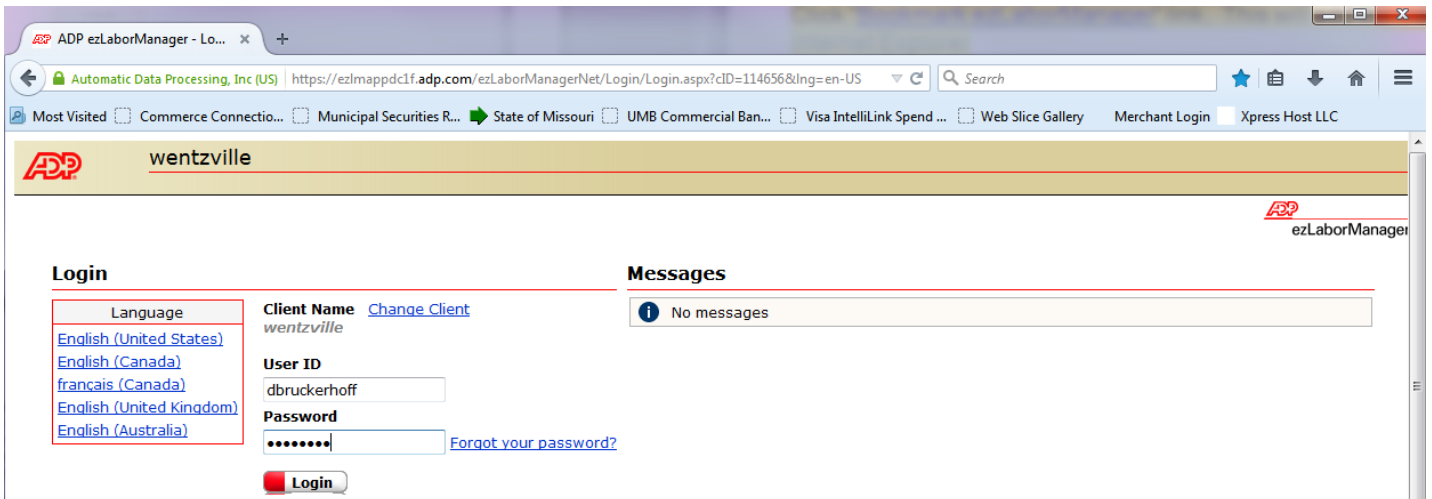 ADP ezLaborManager - Lo...
Automatic Data Processing, Inc (US) https://ezlmappdc1f.adp.com/ezLaborManagerNet/Login/Login.aspx?cID=114656&lng=en-US Search
Most Visited Commerce Connectio... Municipal Securities R... State of Missouri UMB Commercial Ban... Visa IntelliLink Spend ... Web Slice Gallery Merchant Login Xpress Host LLC
ADP wentzville
ADP
ezLaborManager
Login
Messages
Language
English (United States)
English (Canada)
français (Canada)
English (United Kingdom)
English (Australia)
Client Name Change Client
wentzville
User ID
dbruckerhoff
Password
•••••••• Forgot your password?
Login
No messages